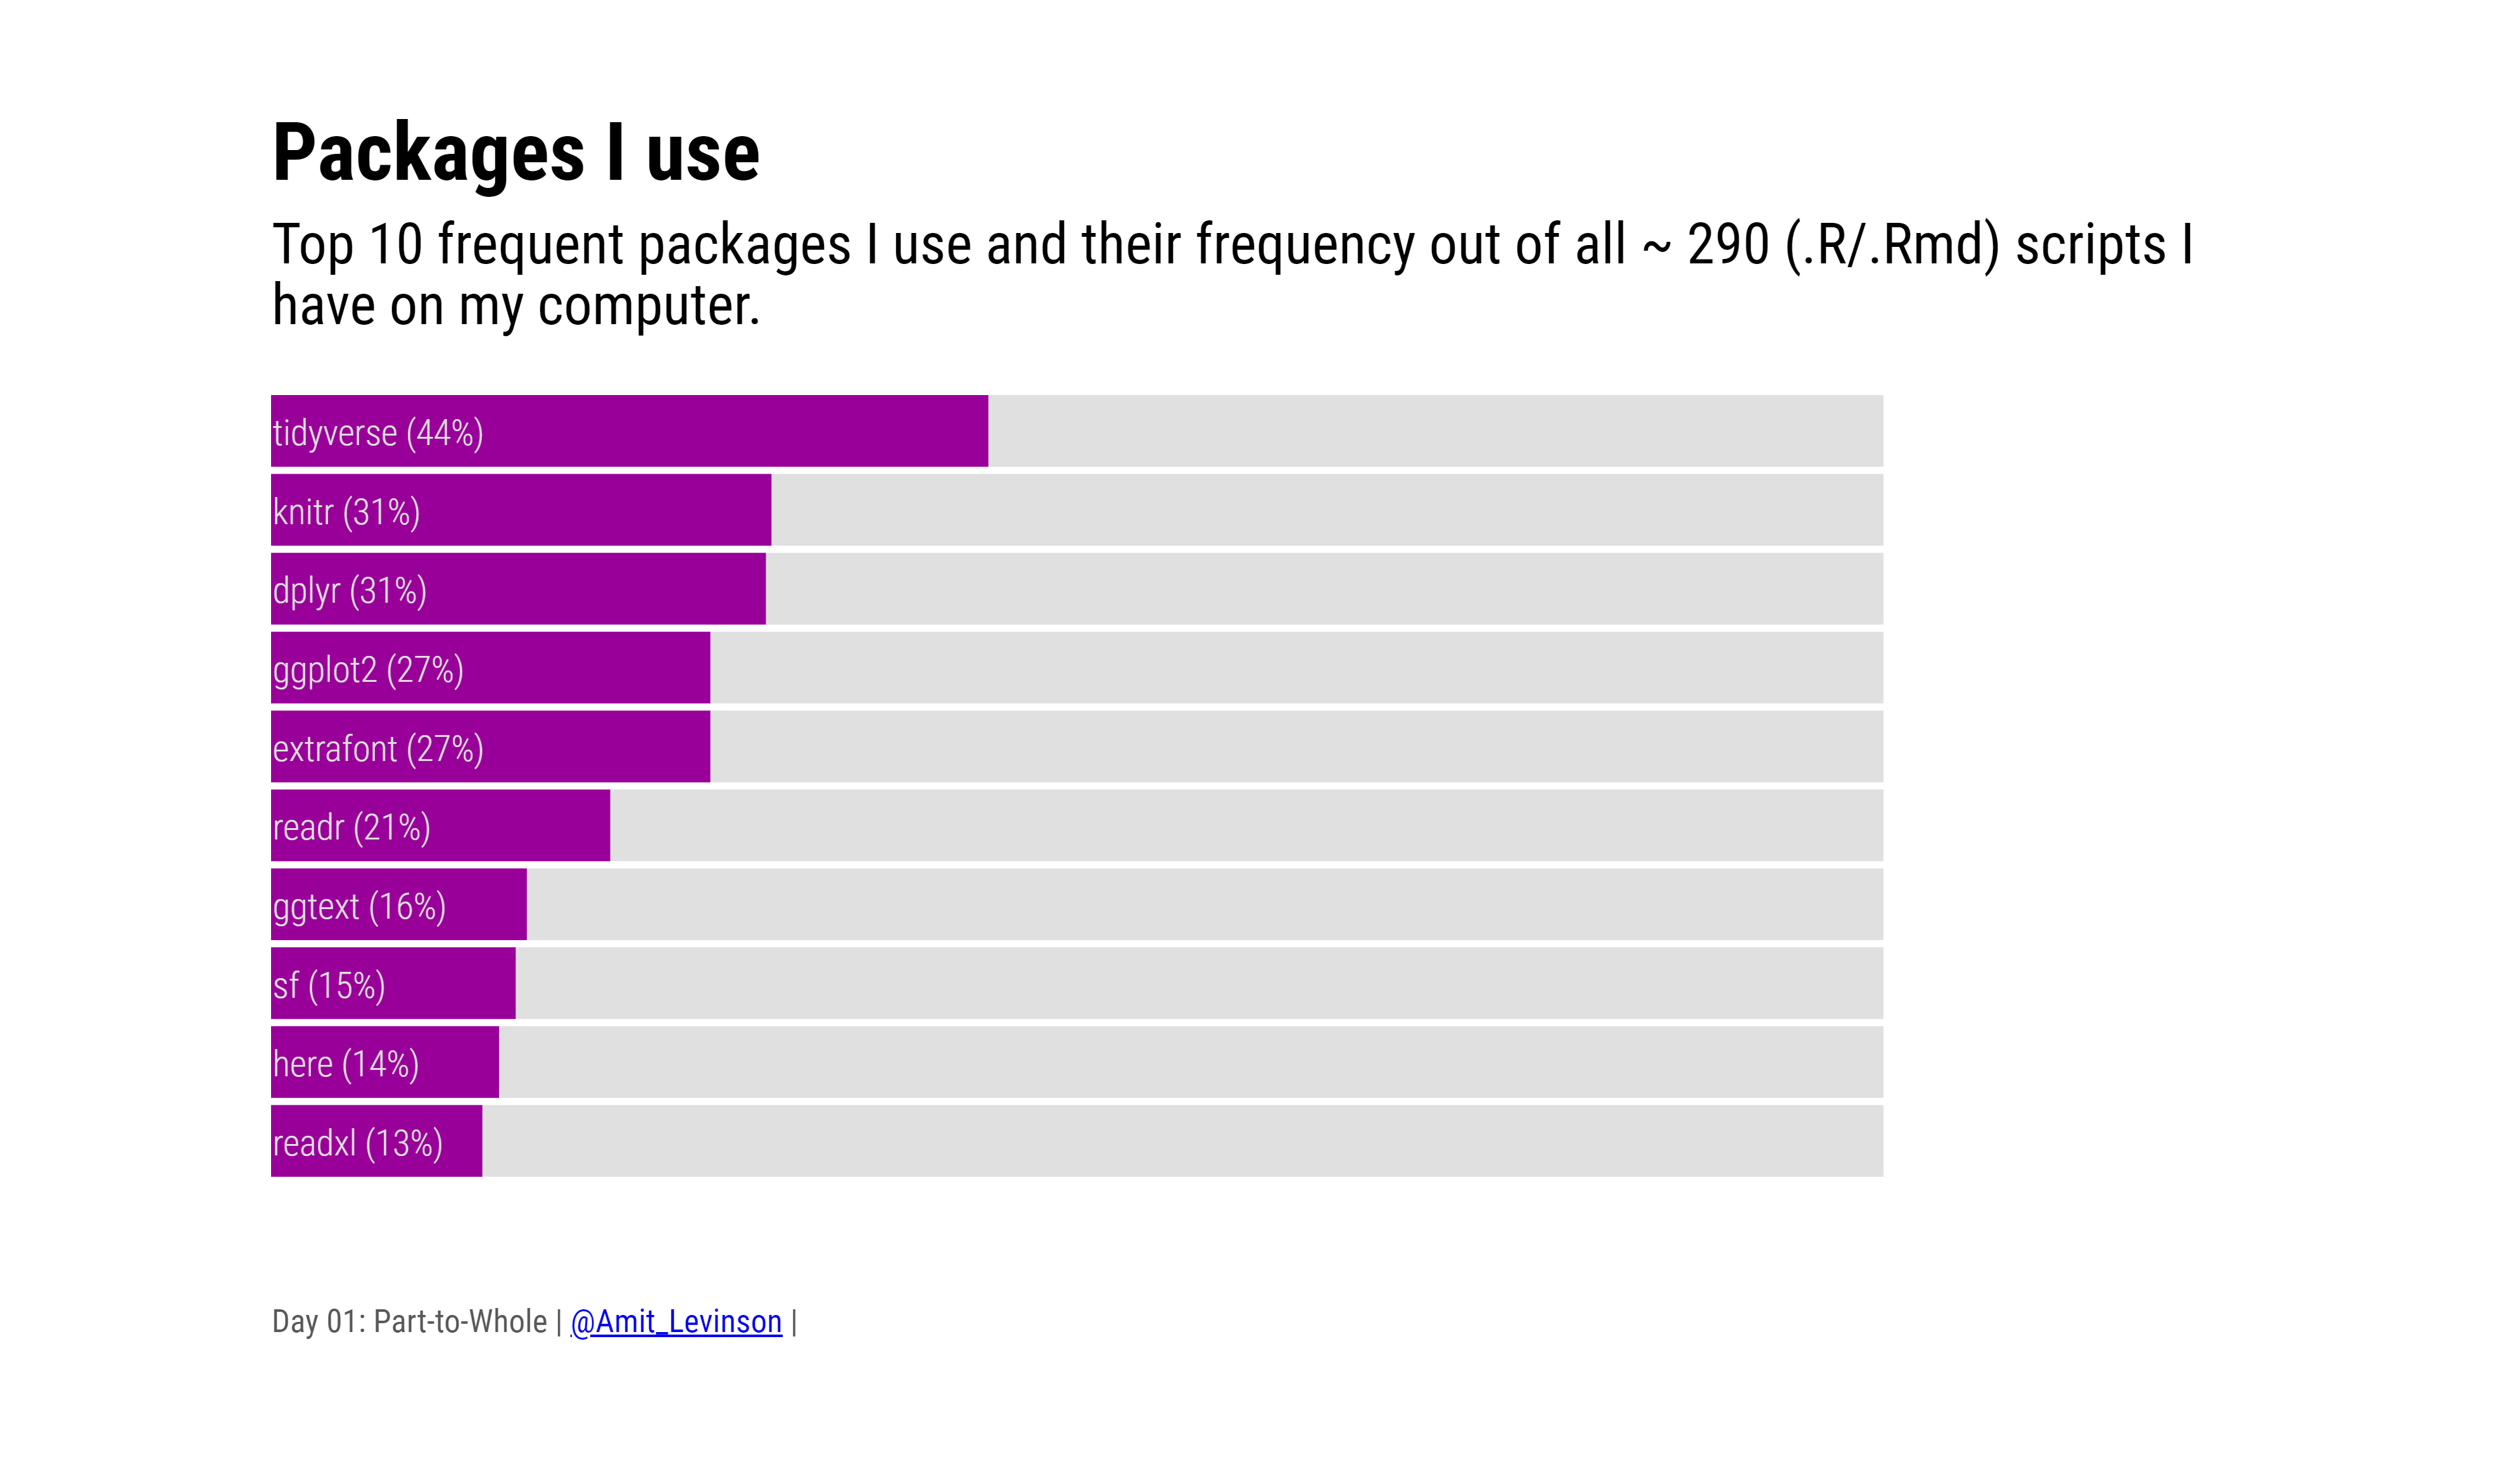 Packages I use
Top 10 frequent packages I use and their frequency out of all ~ 290 (.R/.Rmd) scripts I
have on my computer.
tidyverse (44%)
knitr (31%)
dplyr (31%)
ggplot2 (27%)
extrafont (27%)
readr (21%)
ggtext (16%)
sf (15%)
here (14%)
readxl (13%)
Day 01: Part-to-Whole | @Amit_Levinson |